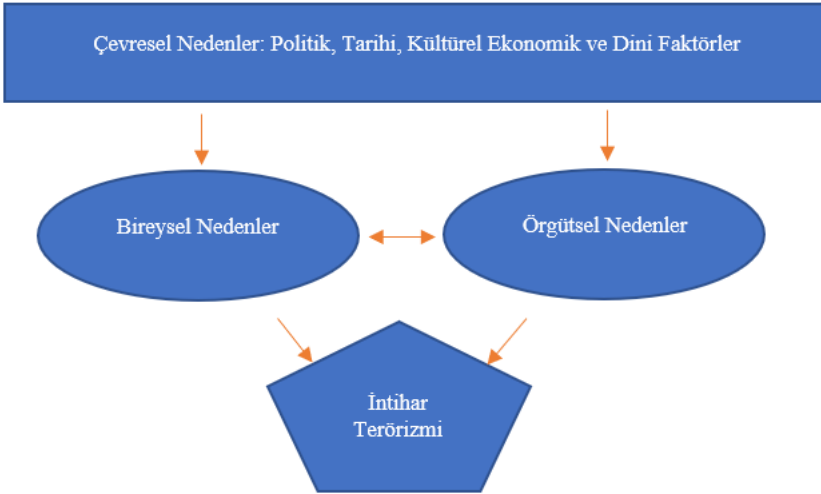 Çevresel Nedenler: Politik, Tarihi, Kültürel Ekonomik ve Dini Faktörler
Bireysel Nedenler
Örgütsel Nedenler
İntihar
Terörizmi